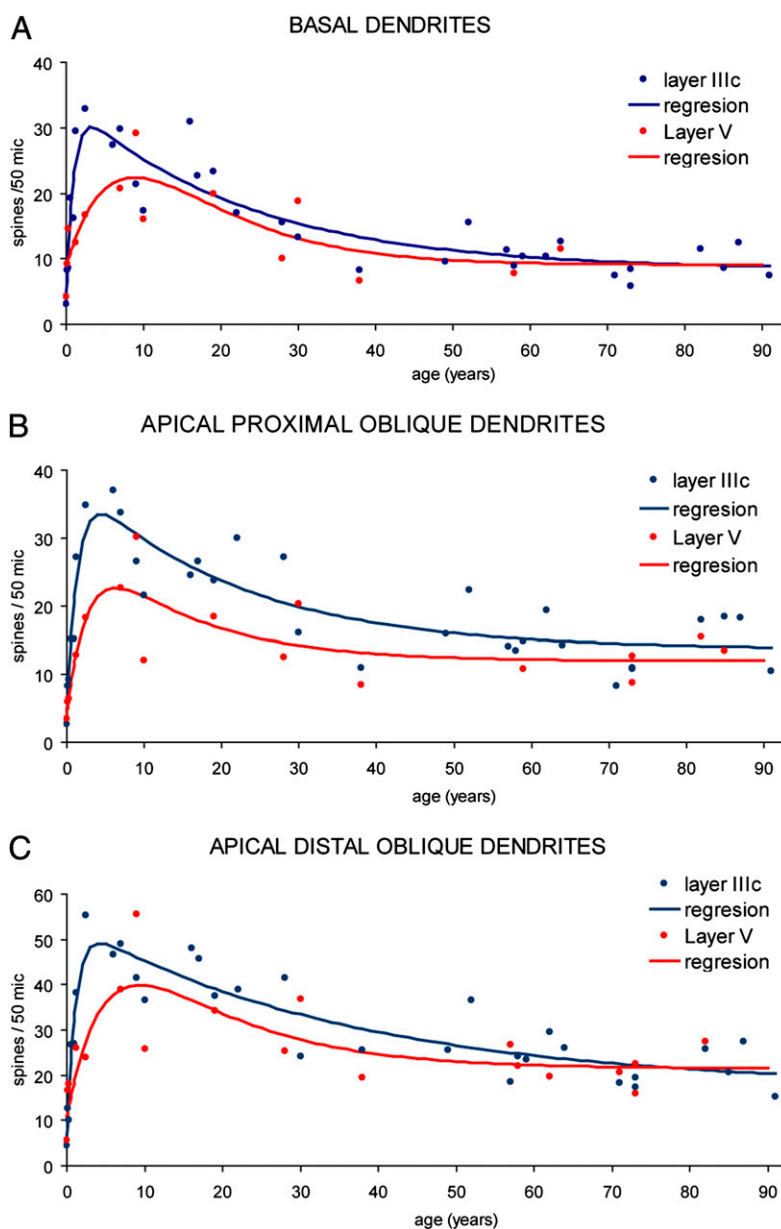 A
BASAL DENDRITES
40
30
20
10
0
spines /50 mic
layer IIIc
regresion
Layer V
regresion
0 10 20 30 40 50 60 70 80 90
age (years)
B
APICAL PROXIMAL OBLIQUE DENDRITES
40
30
20
10
0
spines / 50 mic
layer IIIc
regresion
Layer V
regresion
0 10 20 30 40 50 60 70 80 90
age (years)
C
APICAL DISTAL OBLIQUE DENDRITES
60
50
40
30
20
10
0
spines / 50 mic
layer IIIc
regresion
Layer V
regresion
0 10 20 30 40 50 60 70 80 90
age (years)